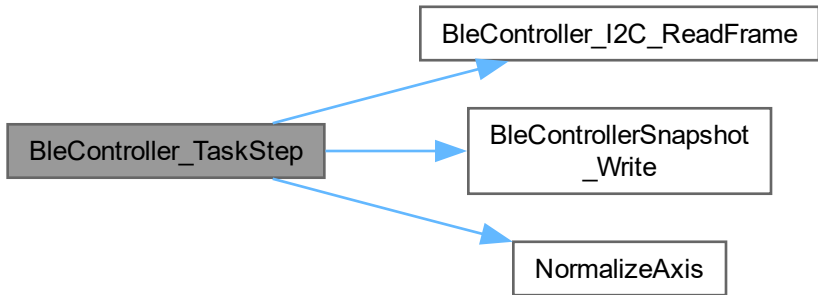 BleController_I2C_ReadFrame
BleController_TaskStep
BleControllerSnapshot
_Write
NormalizeAxis